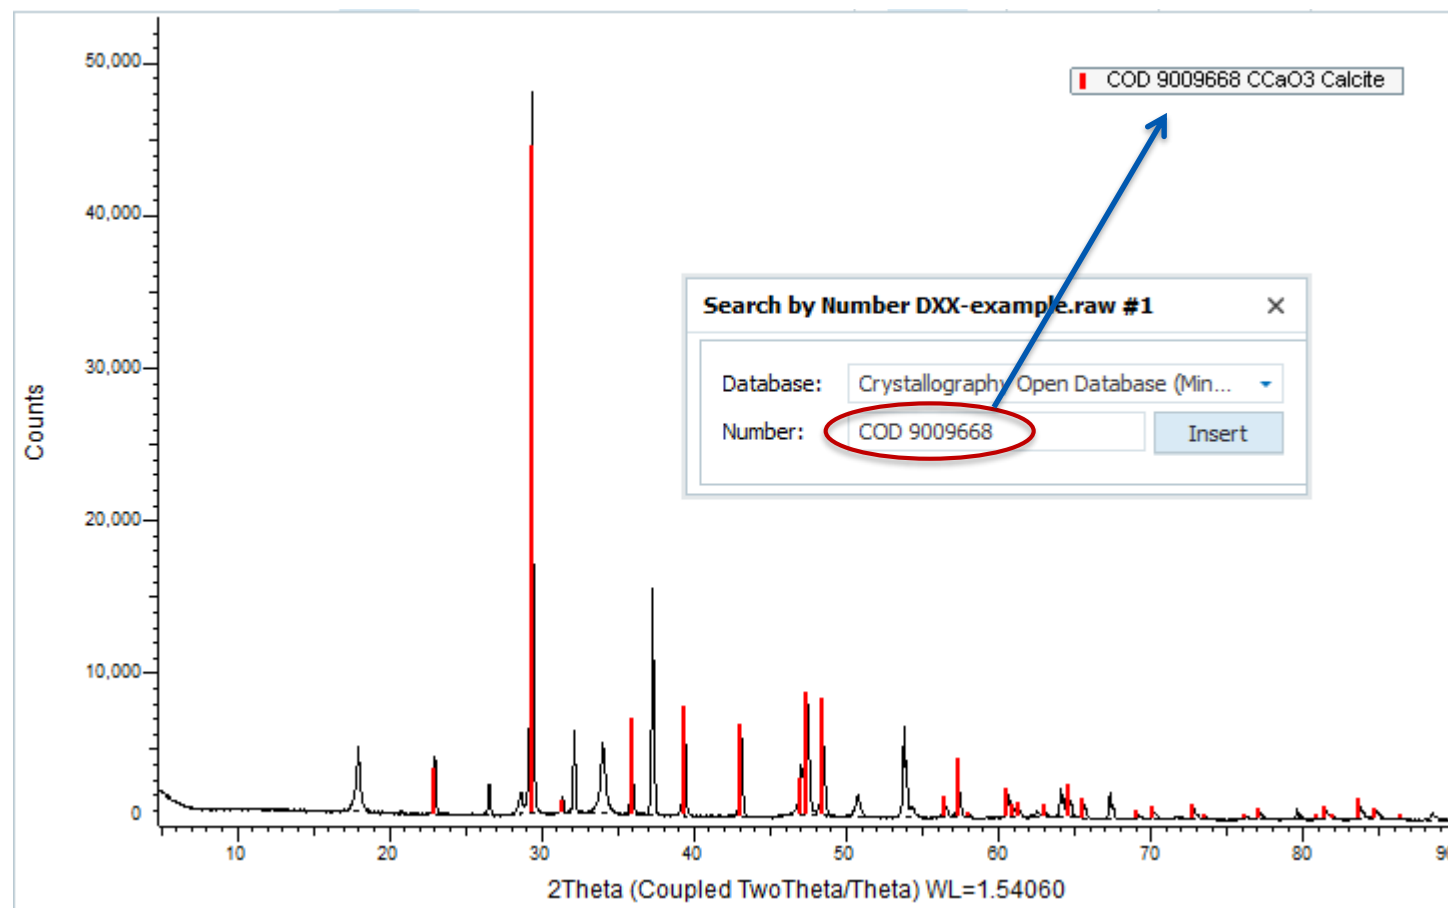 50,000
COD 9009668 CCaO3 Calcite
40,000
Search by Number DXX-example.raw #1
Database: Crystallography Open Database (Min...
Number: COD 9009668 Insert
30,000
Counts
20,000
10,000
0
10 20 30 40 50 60 70 80 90
2Theta (Coupled TwoTheta/Theta) WL=1.54060